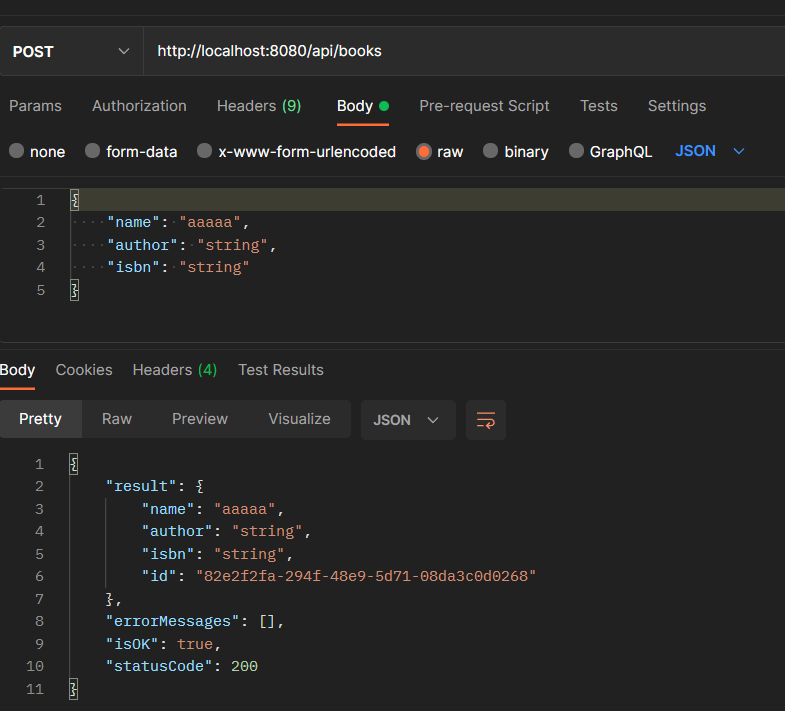 POST http://localhost:8080/api/books
Params Authorization Headers (9) Body Pre-request Script Tests Settings
none form-data x-www-form-urlencoded raw binary GraphQL JSON
1 {
2 "name": "aaaaa",
3 "author": "string",
4 "isbn": "string"
5 }
Body Cookies Headers (4) Test Results
Pretty Raw Preview Visualize JSON
1 {
2 "result": {
3 "name": "aaaaa",
4 "author": "string",
5 "isbn": "string",
6 "id": "82e2f2fa-294f-48e9-5d71-08da3c0d0268"
7 },
8 "errorMessages": [],
9 "isOK": true,
10 "statusCode": 200
11 }